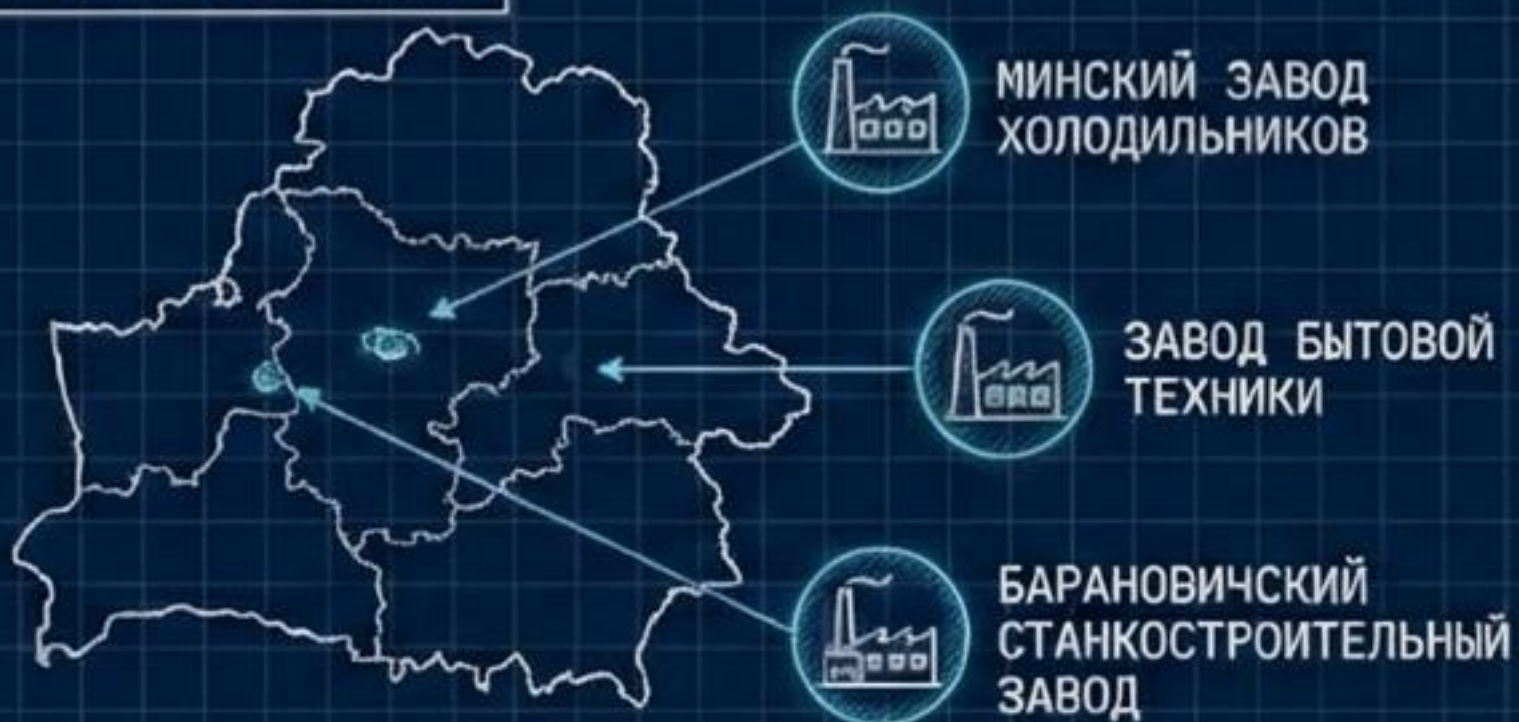 МИНСКИЙ ЗАВОД
ХОЛОДИЛЬНИКОВ
ЗАВОД БЫТОВОЙ
ТЕХНИКИ
БАРАНОВИЧСКИЙ
СТАНКОСТРОИТЕЛЬНЫЙ
ЗАВОД